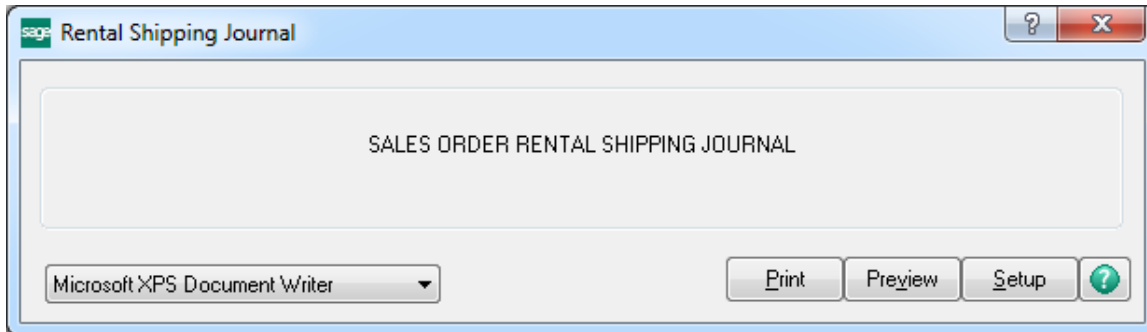 sage Rental Shipping Journal ?
SALES ORDER RENTAL SHIPPING JOURNAL
Microsoft XPS Document Writer Print Preview Setup ?